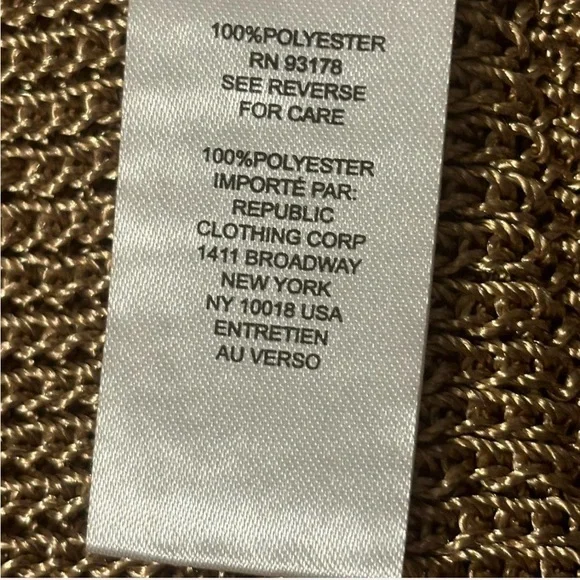 100%POLYESTER
RN 93178
SEE REVERSE
FOR CARE
100%POLYESTER
IMPORTÉ PAR:
REPUBLIC
CLOTHING CORP
1411 BROADWAY
NEW YORK
NY 10018 USA
ENTRETIEN
AU VERSO